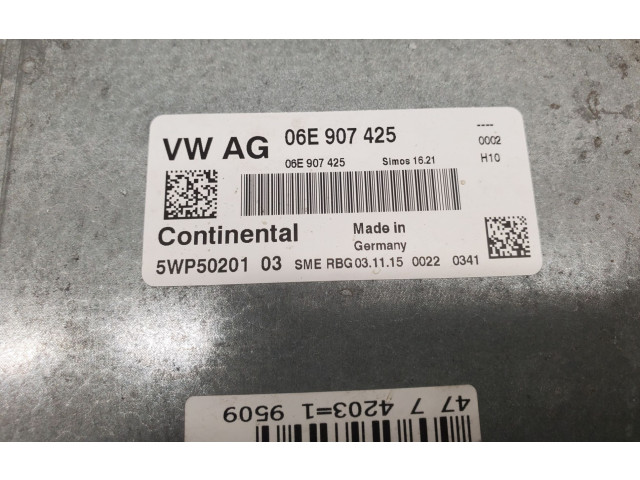 VW AG 06E 907 425 ----
0002
06E 907 425 Simos 16.21 H10
Continental Made in
Germany
5WP50201 03 SME RBG 03.11.15 0022 0341
47 7 4203=1 9509